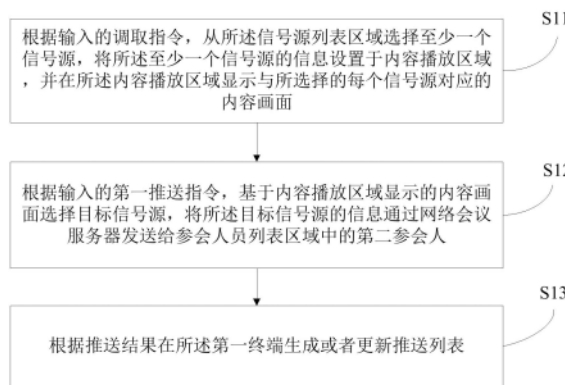 S11
根据输入的调取指令，从所述信号源列表区域选择至少一个
信号源，将所述至少一个信号源的信息设置于内容播放区域
，并在所述内容播放区域显示与所选择的每个信号源对应的
内容画面
S12
根据输入的第一推送指令，基于内容播放区域显示的内容画
面选择目标信号源，将所述目标信号源的信息通过网络会议
服务器发送给参会人员列表区域中的第二参会人
S13
根据推送结果在所述第一终端生成或者更新推送列表